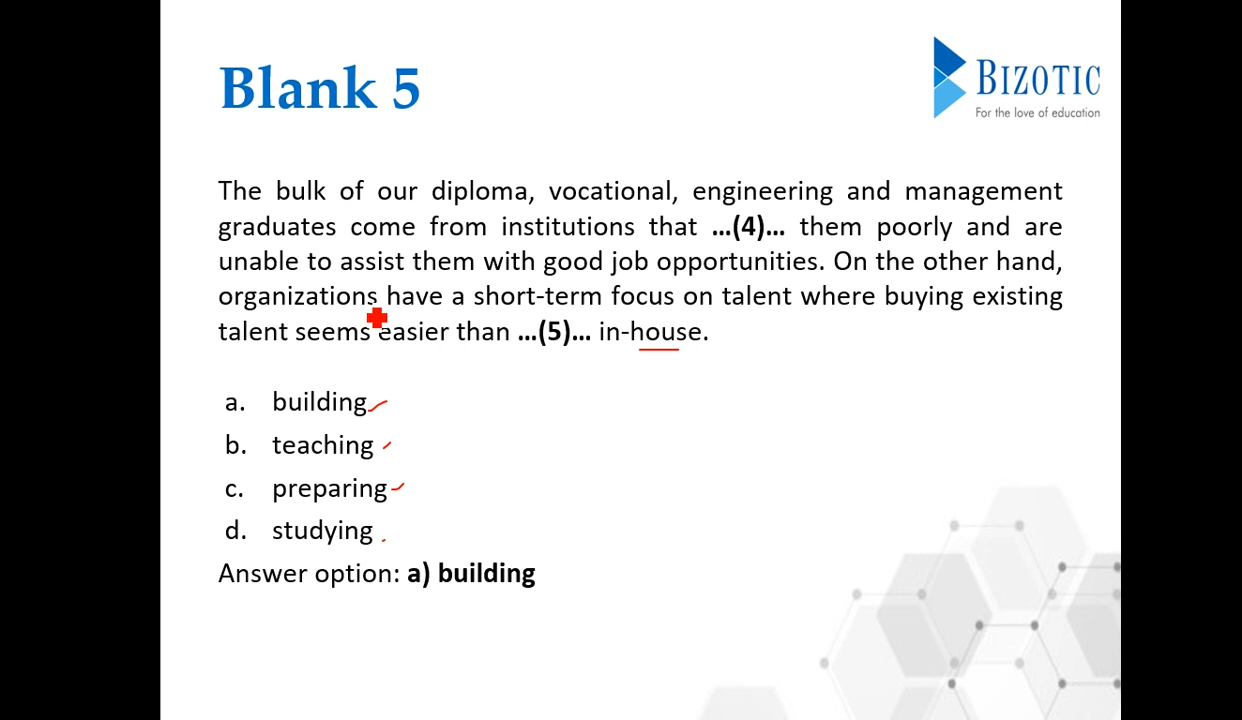 Blank 5
BIZOTIC
For the love of education
The bulk of our diploma, vocational, engineering and management
graduates come from institutions that ...(4)... them poorly and are
unable to assist them with good job opportunities. On the other hand,
organizations have a short-term focus on talent where buying existing
talent seems easier than ...(5)... in-house.
a. building
b. teaching
c. preparing
d. studying
Answer option: a) building